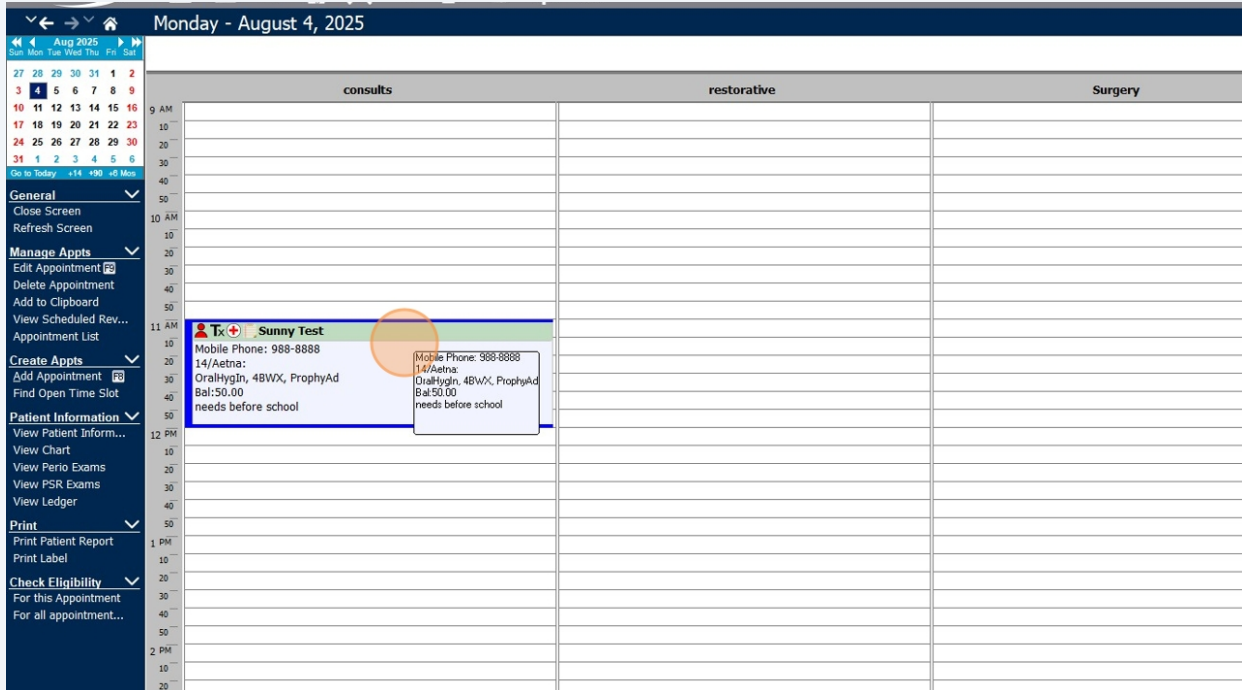 Monday - August 4, 2025
Aug 2025
Sun Mon Tue Wed Thu Fri Sat
27 28 29 30 31 1 2
3 4 5 6 7 8 9
10 11 12 13 14 15 16
17 18 19 20 21 22 23
24 25 26 27 28 29 30
31 1 2 3 4 5 6
Go to Today +14 +90 +6 Mos
General
Close Screen
Refresh Screen
Manage Appts
Edit Appointment F9
Delete Appointment
Add to Clipboard
View Scheduled Rev...
Appointment List
Create Appts
Add Appointment F8
Find Open Time Slot
Patient Information
View Patient Inform...
View Chart
View Perio Exams
View PSR Exams
View Ledger
Print
Print Patient Report
Print Label
Check Eligibility
For this Appointment
For all appointment...
consults restorative Surgery
9 AM
10
20
30
40
50
10 AM
10
20
30
40
50
11 AM
10
20
30
40
50
12 PM
10
20
30
40
50
1 PM
10
20
30
40
50
2 PM
10
20
Tx Sunny Test
Mobile Phone: 988-8888
14/Aetna:
OralHygIn, 4BWX, ProphyAd
Bal:50.00
needs before school
Mobile Phone: 988-8888
14/Aetna:
OralHygIn, 4BWX, ProphyAd
Bal:50.00
needs before school